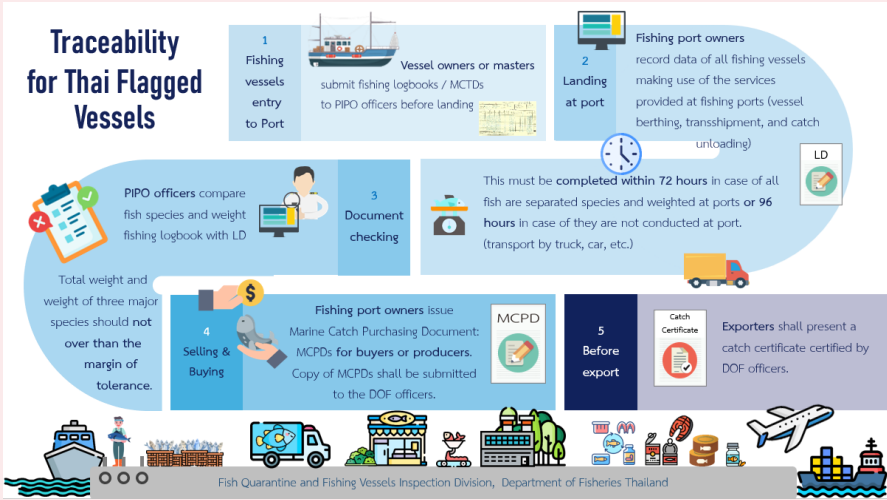 Traceability
for Thai Flagged
Vessels
1
Fishing
vessels
entry
to Port
Vessel owners or masters
submit fishing logbooks / MCTDs
to PIPO officers before landing
2
Landing
at port
Fishing port owners
record data of all fishing vessels
making use of the services
provided at fishing ports (vessel
berthing, transshipment, and catch
unloading)
LD
This must be completed within 72 hours in case of all
fish are separated species and weighted at ports or 96
hours in case of they are not conducted at port.
(transport by truck, car, etc.)
3
Document
checking
PIPO officers compare
fish species and weight
fishing logbook with LD
Total weight and
weight of three major
species should not
over than the
margin of
tolerance.
4
Selling &
Buying
Fishing port owners issue
Marine Catch Purchasing Document:
MCPDs for buyers or producers.
Copy of MCPDs shall be submitted
to the DOF officers.
MCPD
5
Before
export
Catch
Certificate
Exporters shall present a
catch certificate certified by
DOF officers.
Fish Quarantine and Fishing Vessels Inspection Division, Department of Fisheries Thailand